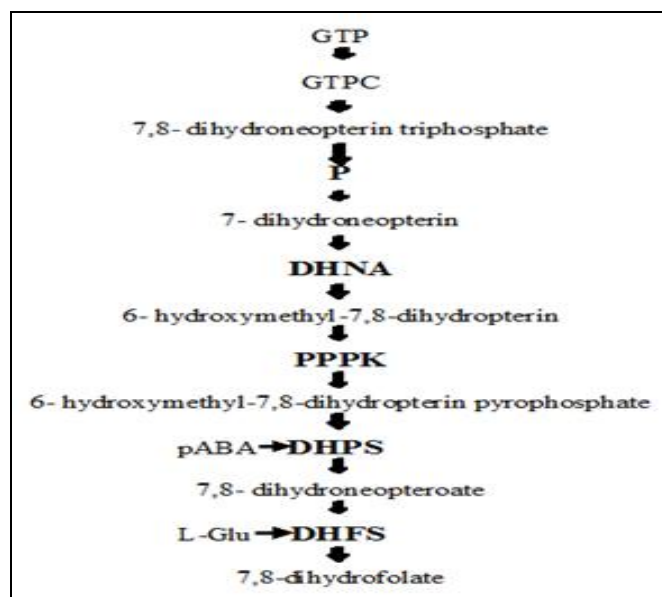 GTP
GTPC
7,8- dihydroneopterin triphosphate
P
7- dihydroneopterin
DHNA
6- hydroxymethyl-7,8-dihydropterin
PPPK
6- hydroxymethyl-7,8-dihydropterin pyrophosphate
pABA DHPS
7,8- dihydroneopteroate
L-Glu DHFS
7,8-dihydrofolate